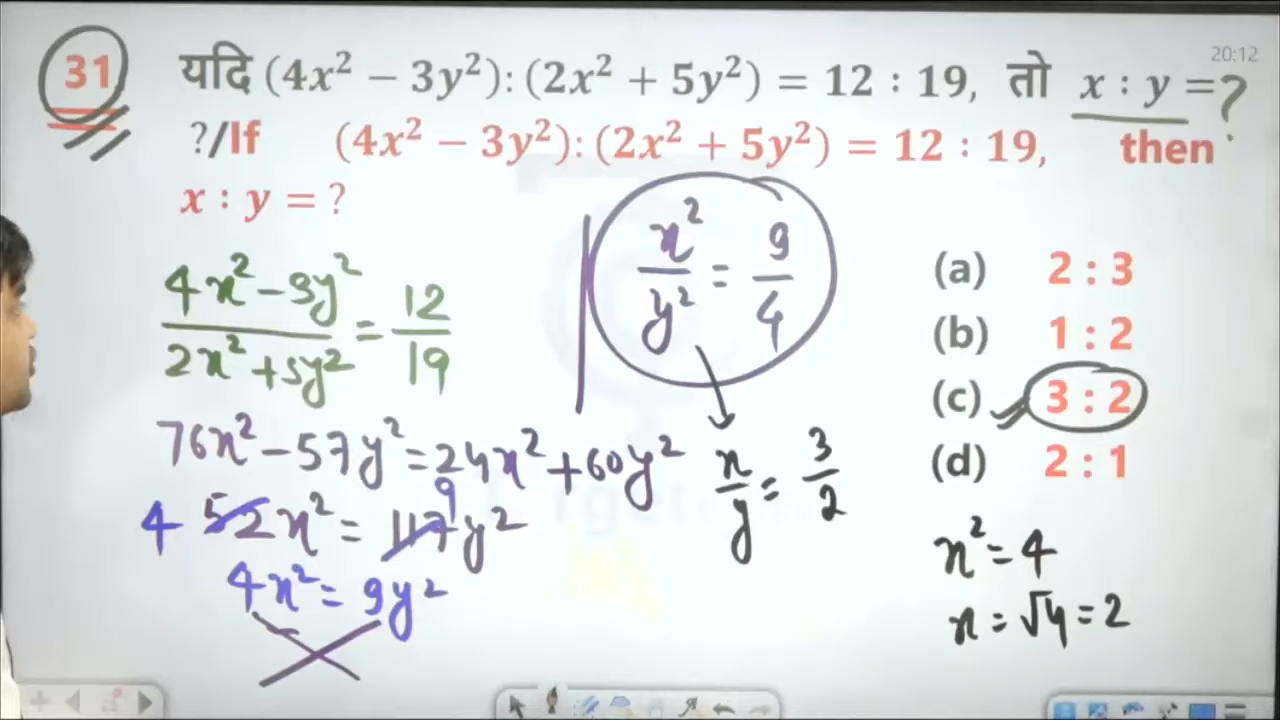 20:12
31 यदि (4x² − 3y²): (2x² + 5y²) = 12 : 19, तो x : y = ?
?/If (4x² − 3y²): (2x² + 5y²) = 12 : 19, then
x : y = ?
4x² − 3y² / 2x² + 5y² = 12 / 19
76x² − 57y² = 24x² + 60y²
4 52x² = 117y² 9
4x² = 9y²
x² / y² = 9 / 4
x / y = 3 / 2
(a) 2 : 3
(b) 1 : 2
(c) 3 : 2
(d) 2 : 1
x² = 4
x = √4 = 2